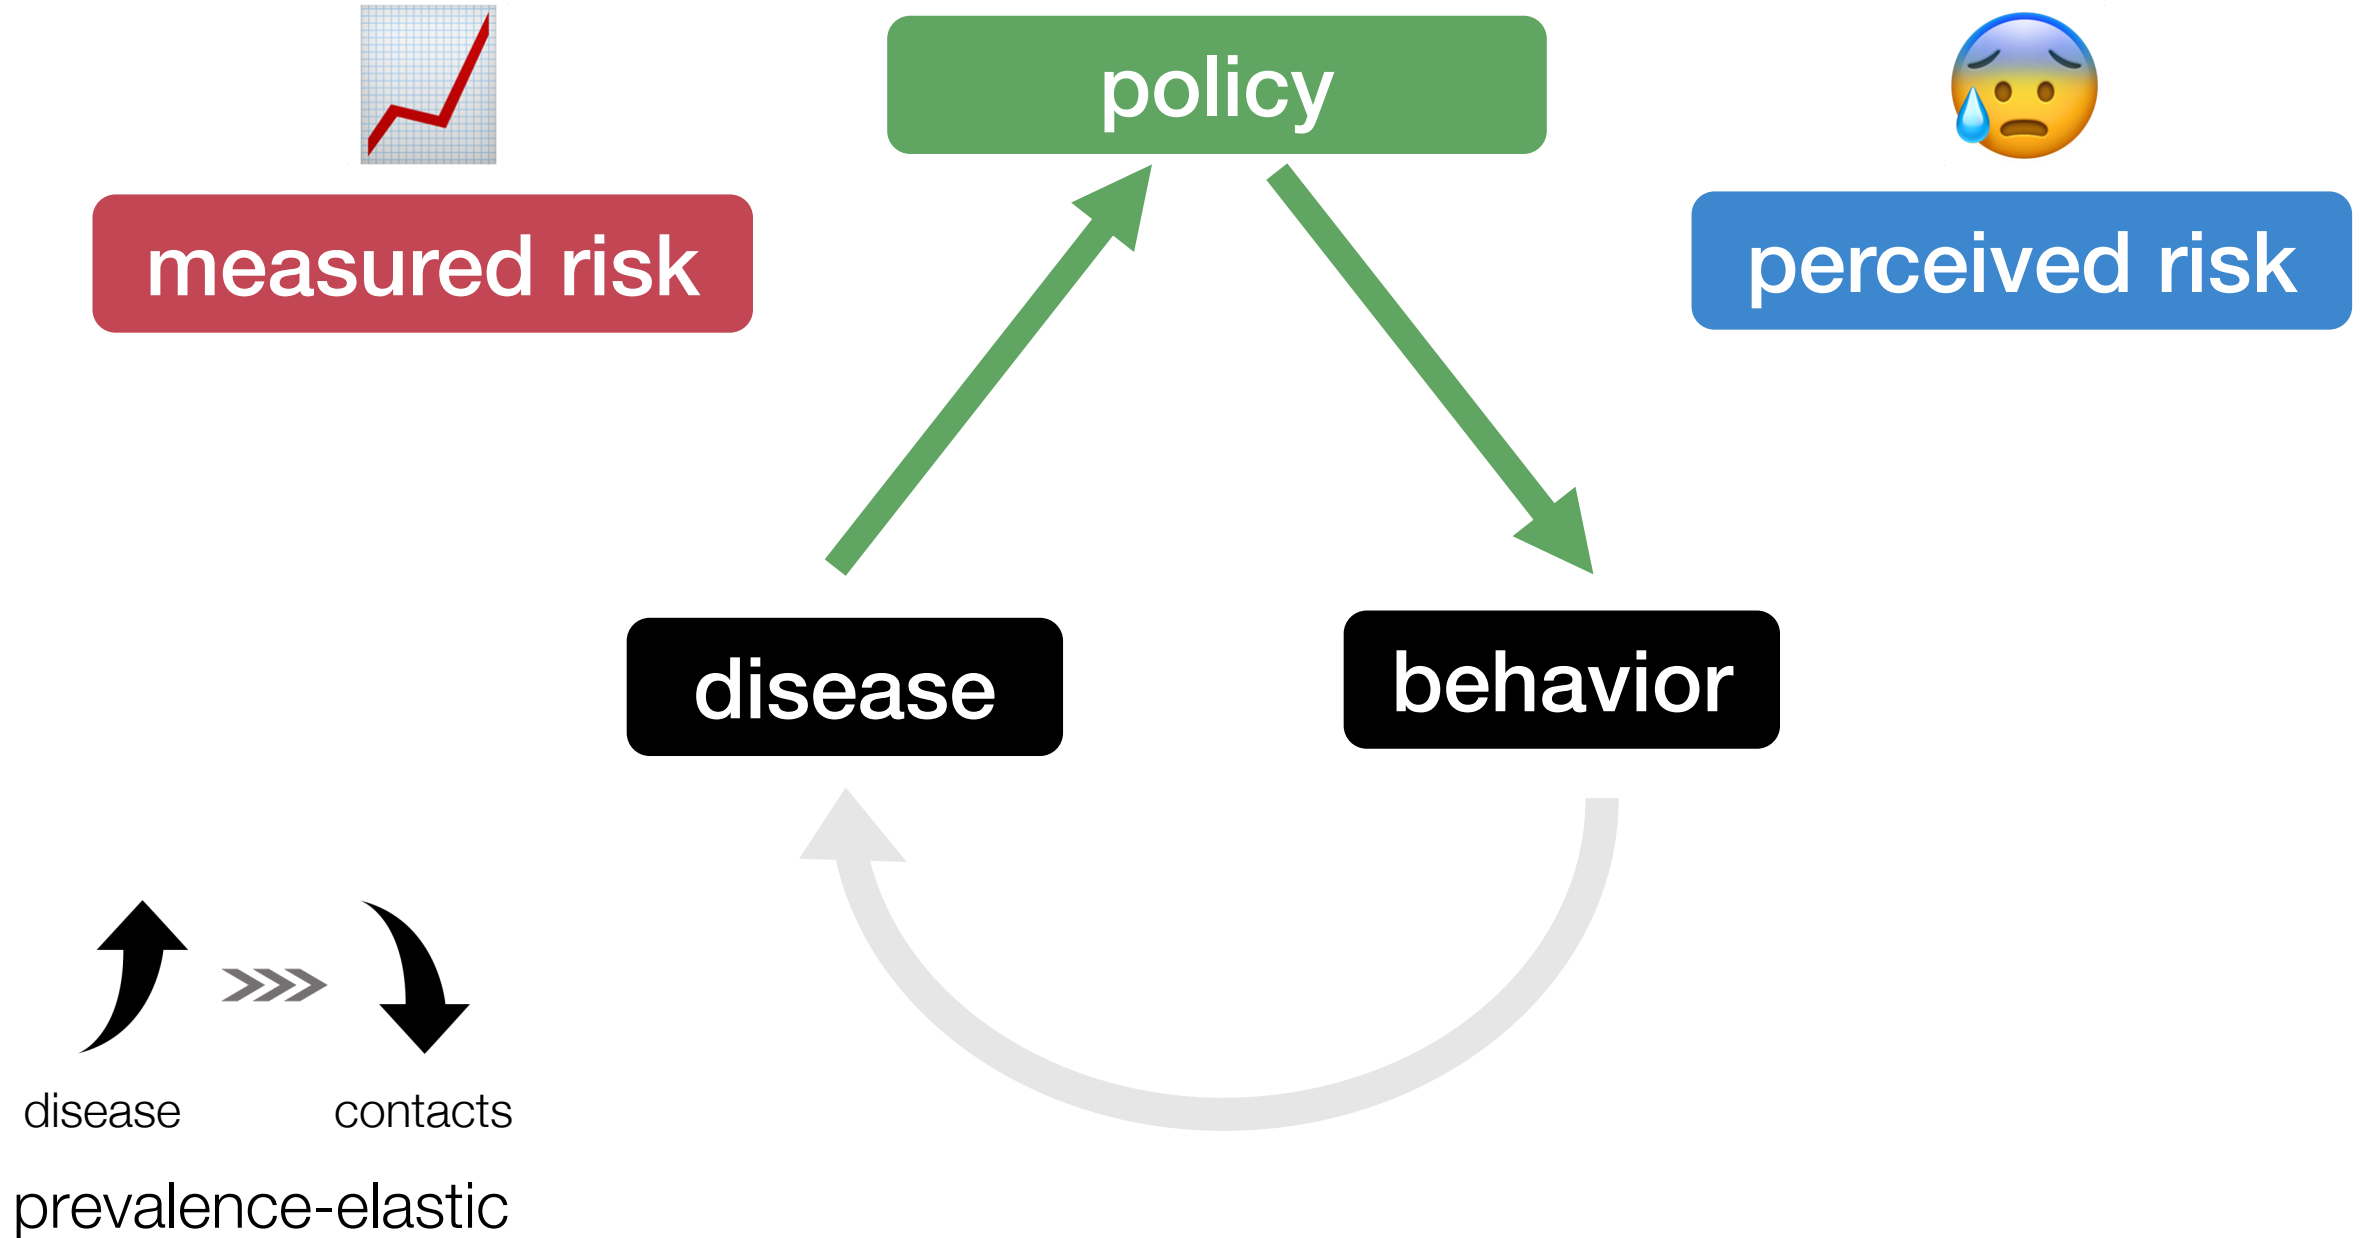 policy
measured risk
perceived risk
disease
behavior
disease
contacts
prevalence-elastic